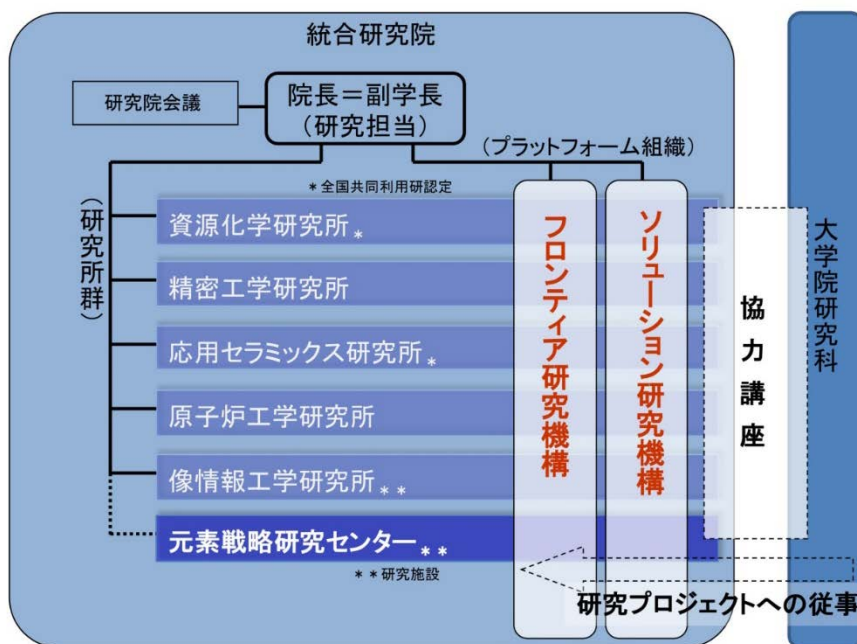 統合研究院
研究院会議
院長＝副学長
(研究担当)
(プラットフォーム組織)
(研究所群)
＊全国共同利用研認定
資源化学研究所＊
精密工学研究所
応用セラミックス研究所＊
原子炉工学研究所
像情報工学研究所＊＊
元素戦略研究センター＊＊
＊＊研究施設
フロンティア研究機構
ソリューション研究機構
協力講座
大学院研究科
研究プロジェクトへの従事